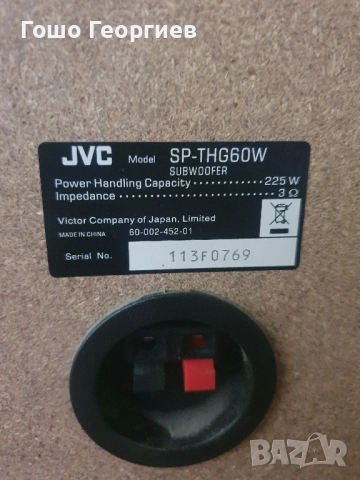 Гошо Георгиев
JVC Model SP-THG60W
SUBWOOFER
Power Handling Capacity ············ 225 W
Impedance ································ 3 Ω
Victor Company of Japan, Limited
MADE IN CHINA 60-002-452-01
Serial No. 113F0769
BAZAR